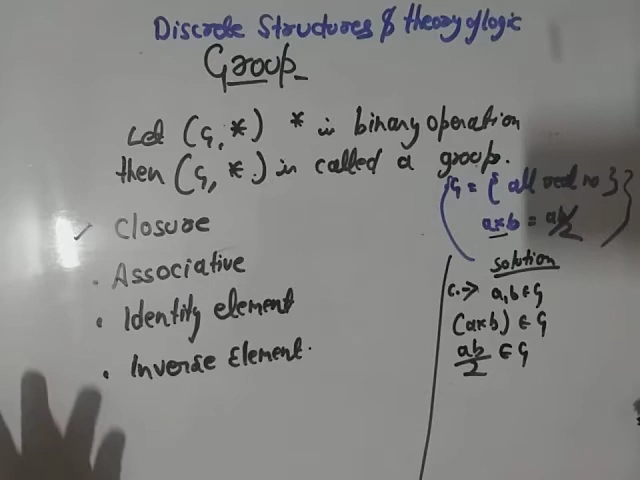 Discrete Structures & theory of logic
Group
Let (G, *) * is binary operation
then (G, *) is called a group.
G = { all real no }
a*b = ab/2
Closure
Associative
Identity element
Inverse Element.
solution
C. -> a, b ∈ G
(a*b) ∈ G
ab/2 ∈ G